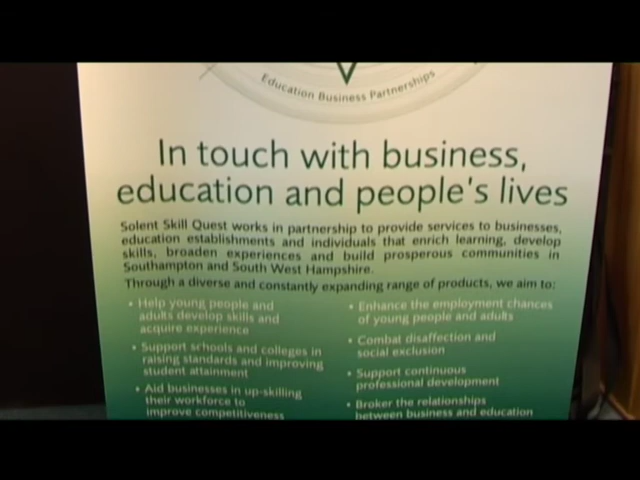 Education Business Partnerships
In touch with business,
education and people's lives
Solent Skill Quest works in partnership to provide services to businesses,
education establishments and individuals that enrich learning, develop
skills, broaden experiences and build prosperous communities in
Southampton and South West Hampshire.
Through a diverse and constantly expanding range of products, we aim to:
• Help young people and
adults develop skills and
acquire experience
• Support schools and colleges in
raising standards and improving
student attainment
• Aid businesses in up-skilling
their workforce to
improve competitiveness
• Enhance the employment chances
of young people and adults
• Combat disaffection and
social exclusion
• Support continuous
professional development
• Broker the relationships
between business and education